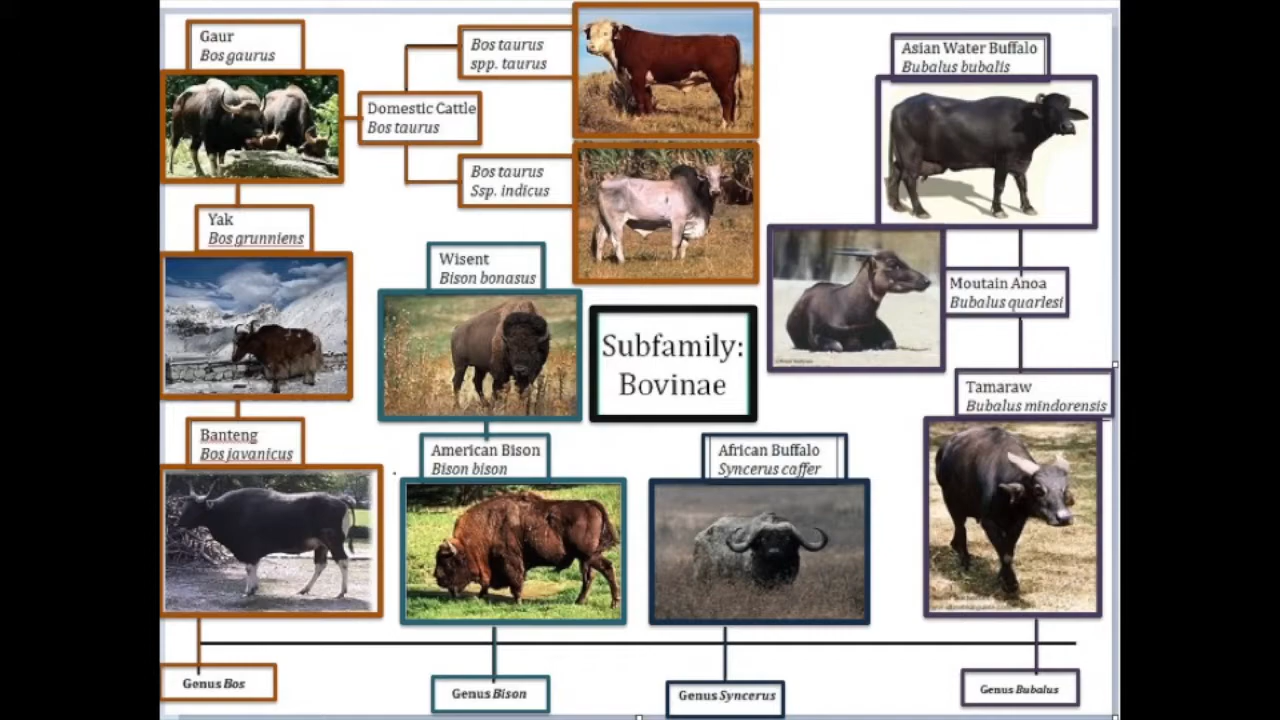 Gaur
Bos gaurus
Bos taurus
spp. taurus
Domestic Cattle
Bos taurus
Bos taurus
Ssp. indicus
Yak
Bos grunniens
Banteng
Bos javanicus
Wisent
Bison bonasus
American Bison
Bison bison
Subfamily:
Bovinae
African Buffalo
Syncerus caffer
Asian Water Buffalo
Bubalus bubalis
Moutain Anoa
Bubalus quarlesi
Tamaraw
Bubalus mindorensis
Genus Bos
Genus Bison
Genus Syncerus
Genus Bubalus